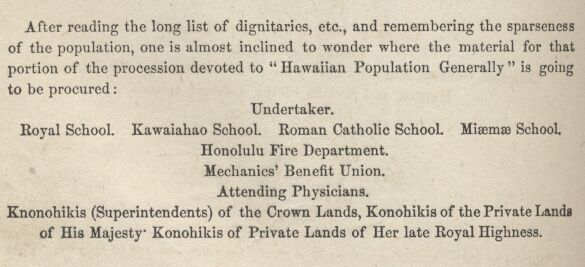 After reading the long list of dignitaries, etc., and remembering the sparseness
of the population, one is almost inclined to wonder where the material for that
portion of the procession devoted to “Hawaiian Population Generally” is going
to be procured:
Undertaker.
Royal School. Kawaiahao School. Roman Catholic School. Miæmæ School.
Honolulu Fire Department.
Mechanics’ Benefit Union.
Attending Physicians.
Knonohikis (Superintendents) of the Crown Lands, Konohikis of the Private Lands
of His Majesty· Konohikis of Private Lands of Her late Royal Highness.